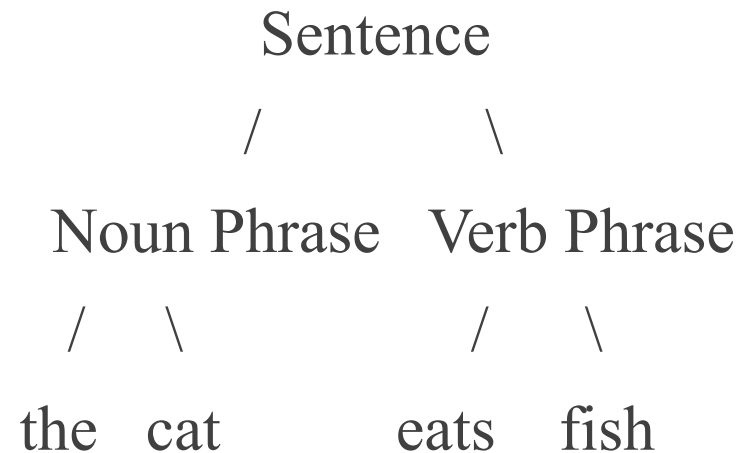 Sentence
/ \
Noun Phrase Verb Phrase
/ \ / \
the cat eats fish